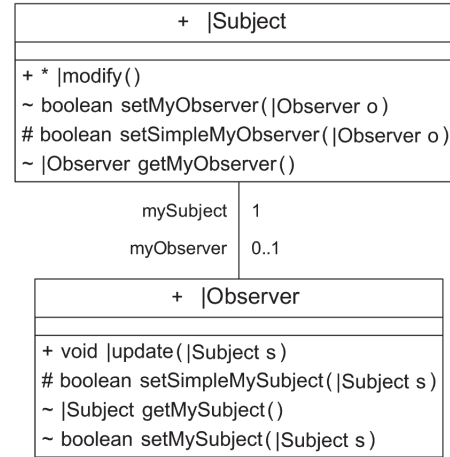 + |Subject
+ * |modify()
~ boolean setMyObserver(|Observer o)
# boolean setSimpleMyObserver(|Observer o)
~ |Observer getMyObserver()
mySubject 1
myObserver 0..1
+ |Observer
+ void |update(|Subject s)
# boolean setSimpleMySubject(|Subject s)
~ |Subject getMySubject()
~ boolean setMySubject(|Subject s)